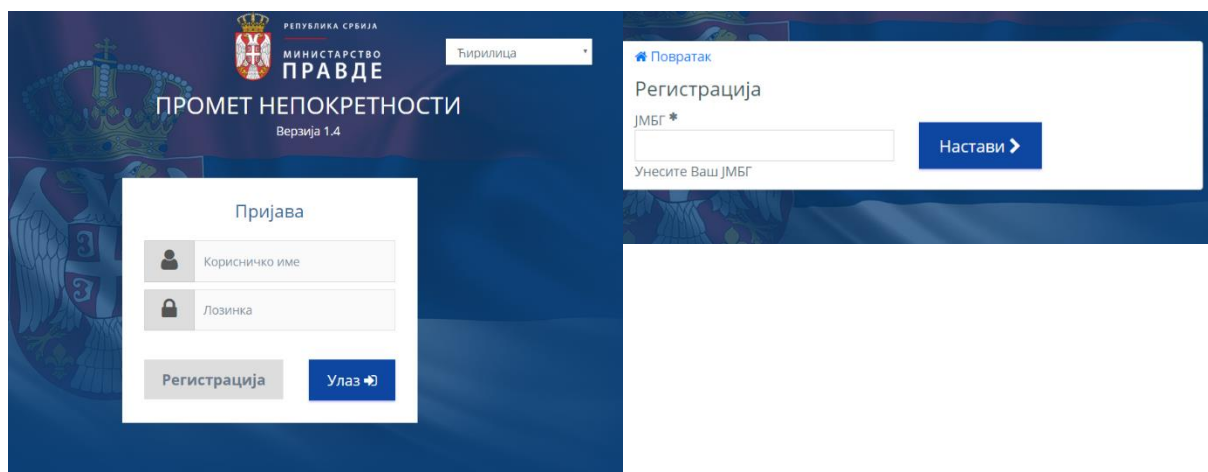 РЕПУБЛИКА СРБИЈА
МИНИСТАРСТВО
ПРАВДЕ
Ћирилица
ПРОМЕТ НЕПОКРЕТНОСТИ
Верзија 1.4
Пријава
Корисничко име
Лозинка
Регистрација
Улаз
Повратак
Регистрација
ЈМБГ *
Настави
Унесите Ваш ЈМБГ